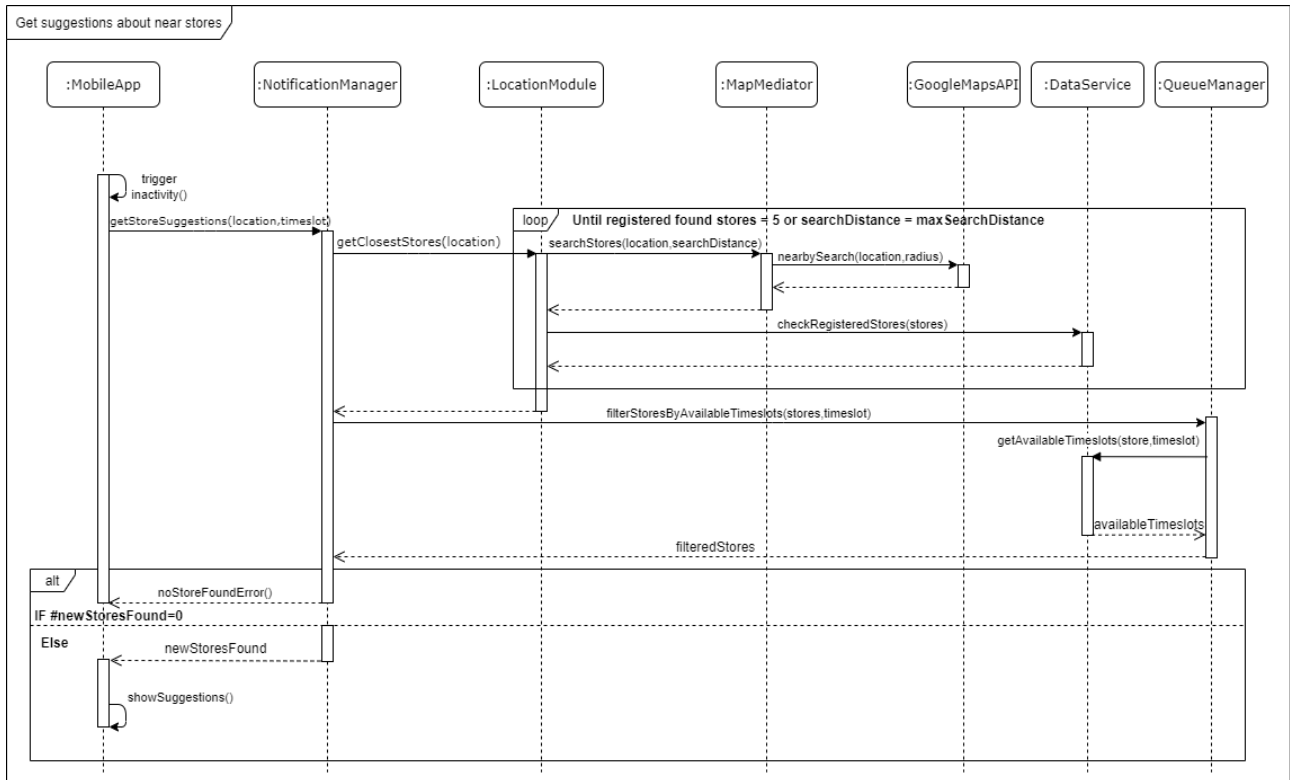 Get suggestions about near stores
:MobileApp
:NotificationManager
:LocationModule
:MapMediator
:GoogleMapsAPI
:DataService
:QueueManager
trigger
inactivity()
getStoreSuggestions(location,timeslot)
loop
Until registered found stores = 5 or searchDistance = maxSearchDistance
getClosestStores(location)
searchStores(location,searchDistance)
nearbySearch(location,radius)
checkRegisteredStores(stores)
filterStoresByAvailableTimeslots(stores,timeslot)
getAvailableTimeslots(store,timeslot)
availableTimeslots
filteredStores
alt
noStoreFoundError()
IF #newStoresFound=0
Else
newStoresFound
showSuggestions()